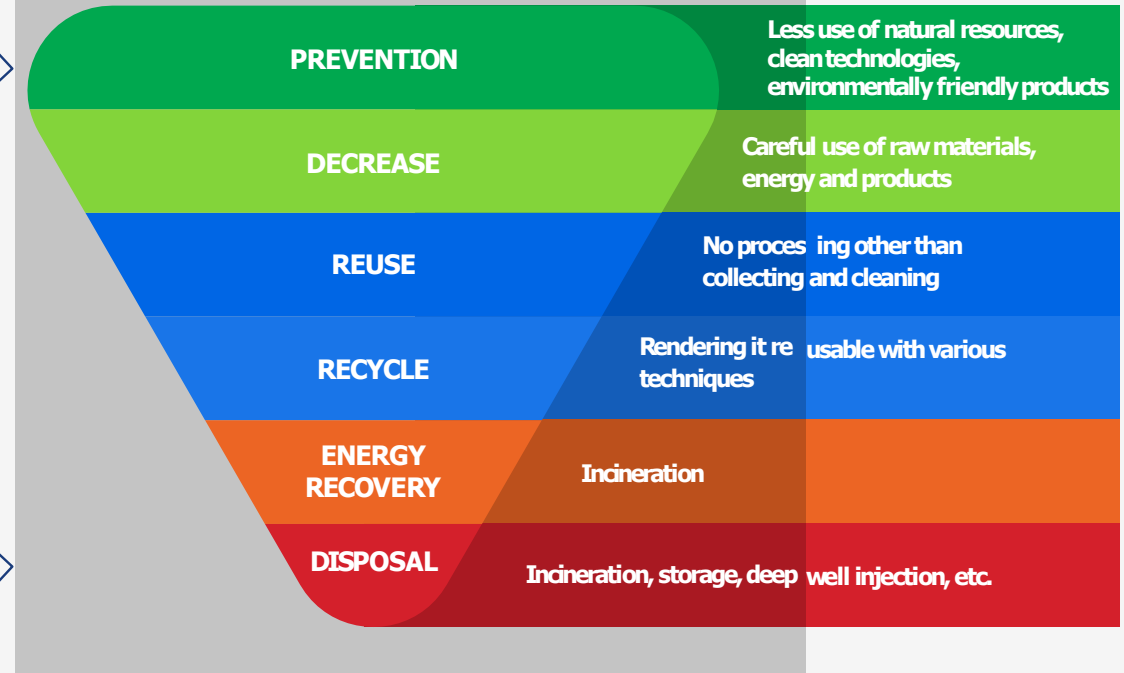 PREVENTION
Less use of natural resources,
clean technologies,
environmentally friendly products
DECREASE
Careful use of raw materials,
energy and products
REUSE
No proces ing other than
collecting and cleaning
RECYCLE
Rendering it re usable with various
techniques
ENERGY
RECOVERY
Incineration
DISPOSAL
Incineration, storage, deep well injection, etc.